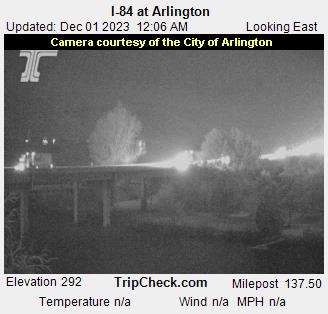 I-84 at Arlington
Updated: Dec 01 2023 12:06 AM Looking East
Camera courtesy of the City of Arlington
Elevation 292 TripCheck.com Milepost 137.50
Temperature n/a Wind n/a MPH n/a